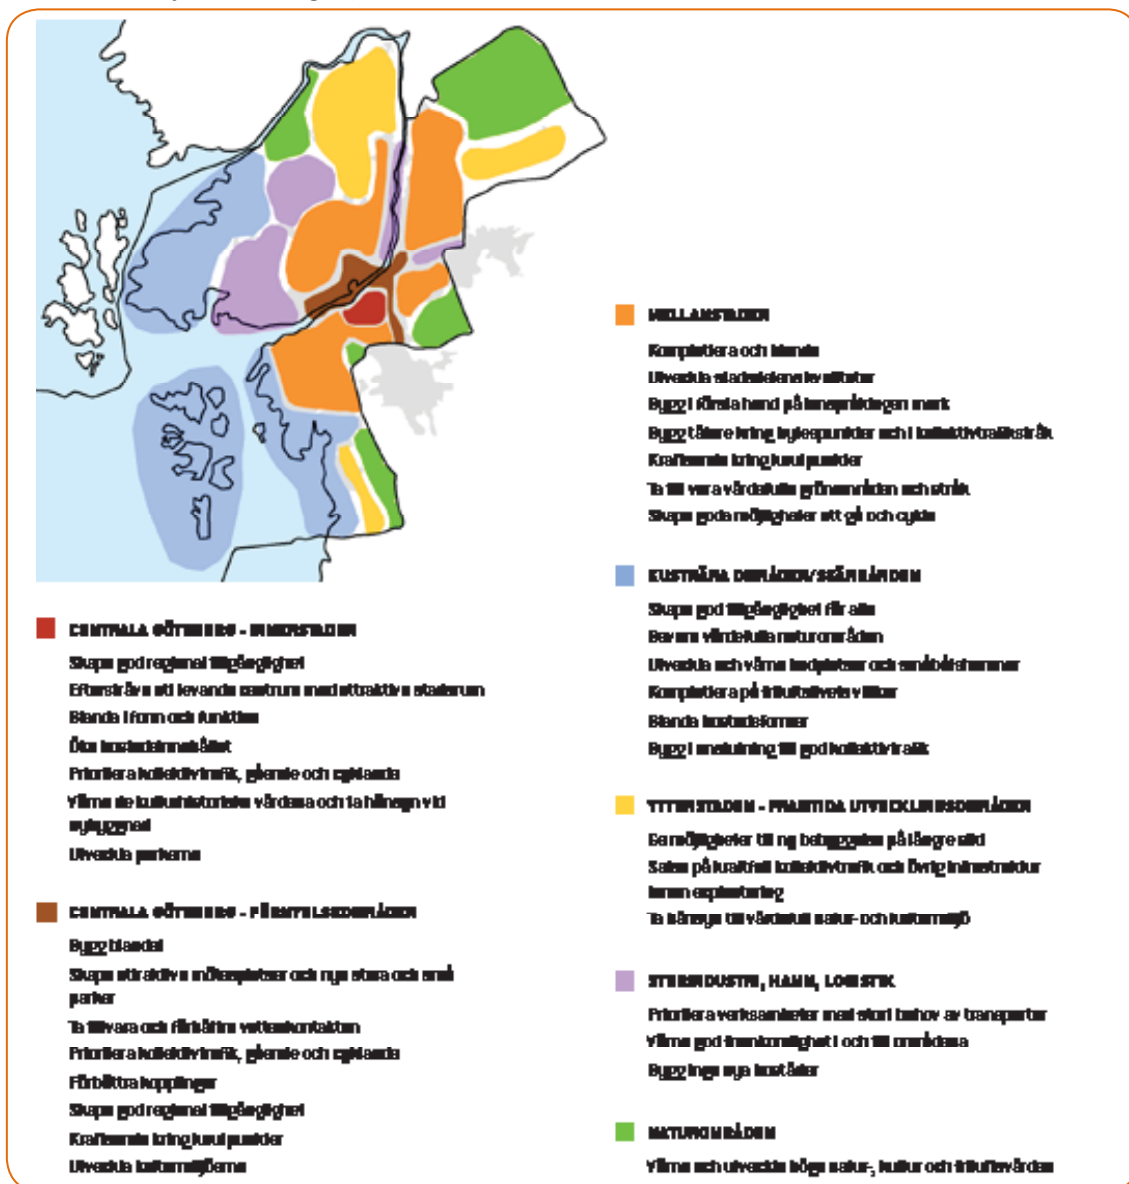 CENTRALA GÖTEBORG - INNERSTADEN
Skapa god regional tillgänglighet
Eftersträva ett levande centrum med attraktiva stadsrum
Blanda i form och funktion
Öka bostadsinnehållet
Prioritera kollektivtrafik, gående och cyklande
Värna de kulturhistoriska värdena och ta hänsyn vid
nybyggnad
Utveckla parkerna
CENTRALA GÖTEBORG - FÖRNYELSEOMRÅDEN
Bygg blandat
Skapa attraktiva mötesplatser och nya stora och små
parker
Ta tillvara och förbättra vattenkontakten
Prioritera kollektivtrafik, gående och cyklande
Förbättra kopplingar
Skapa god regional tillgänglighet
Kraftsamla kring knutpunkter
Utveckla kulturmiljöerna
MELLANSTADEN
Komplettera och blanda
Utveckla stadsdelens kvaliteter
Bygg i första hand på ianspråktagen mark
Bygg tätare kring bytespunkter och i kollektivtrafikstråk
Kraftsamla kring knutpunkter
Ta till vara värdefulla grönområden och stråk
Skapa goda möjligheter att gå och cykla
KUSTNÄRA OMRÅDEN/SKÄRGÅRDEN
Skapa god tillgänglighet för alla
Bevara värdefulla naturområden
Utveckla och värna badplatser och småbåtshamnar
Komplettera på friluftslivets villkor
Blanda bostadsformer
Bygg i anslutning till god kollektivtrafik
YTTERSTADEN - FRAMTIDA UTVECKLINGSOMRÅDEN
Ge möjligheter till ny bebyggelse på längre sikt
Satsa på kraftfull kollektivtrafik och övrig infrastruktur
innan exploatering
Ta hänsyn till värdefull natur- och kulturmiljö
STORINDUSTRI, HAMN, LOGISTIK
Prioritera verksamheter med stort behov av transporter
Värna god framkomlighet i och till områdena
Bygg inga nya bostäder
NATUROMRÅDEN
Värna och utveckla höga natur-, kultur och friluftsvärden